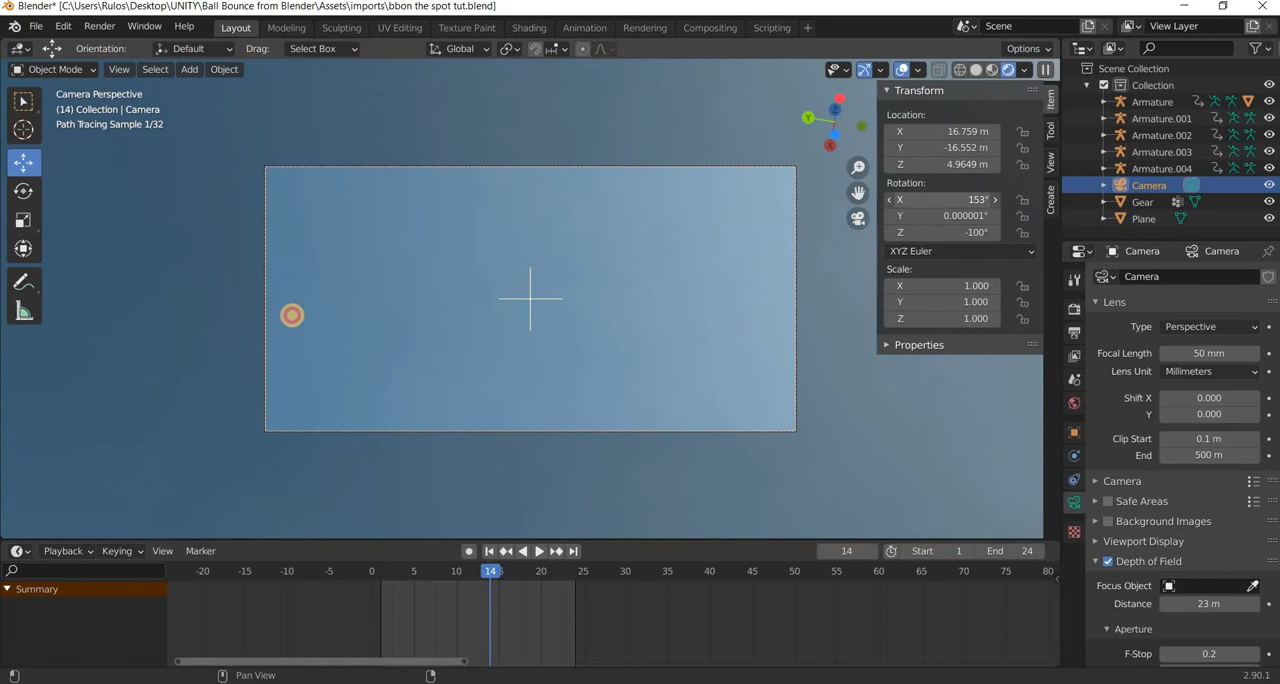 Blender* [C:\Users\Rulos\Desktop\UNITY\Ball Bounce from Blender\Assets\imports\bbon the spot tut.blend]
File Edit Render Window Help Layout Modeling Sculpting UV Editing Texture Paint Shading Animation Rendering Compositing Scripting + Scene View Layer
Orientation: Default Drag: Select Box Global Options
Object Mode View Select Add Object
Camera Perspective
(14) Collection | Camera
Path Tracing Sample 1/32
Z
Y
X
Transform
Location:
X 16.759 m
Y -16.552 m
Z 4.9649 m
Rotation:
X 153°
Y 0.000001°
Z -100°
XYZ Euler
Scale:
X 1.000
Y 1.000
Z 1.000
Properties
Item
Tool
View
Create
Scene Collection
Collection
Armature
Armature.001
Armature.002
Armature.003
Armature.004
Camera
Gear
Plane
Camera Camera
Camera
Lens
Type Perspective
Focal Length 50 mm
Lens Unit Millimeters
Shift X 0.000
Y 0.000
Clip Start 0.1 m
End 500 m
Camera
Safe Areas
Background Images
Viewport Display
Depth of Field
Focus Object
Distance 23 m
Aperture
F-Stop 0.2
Playback Keying View Marker 14 Start 1 End 24
-20 -15 -10 -5 0 5 10 14 20 25 30 35 40 45 50 55 60 65 70 75 80
Summary
Pan View
2.90.1